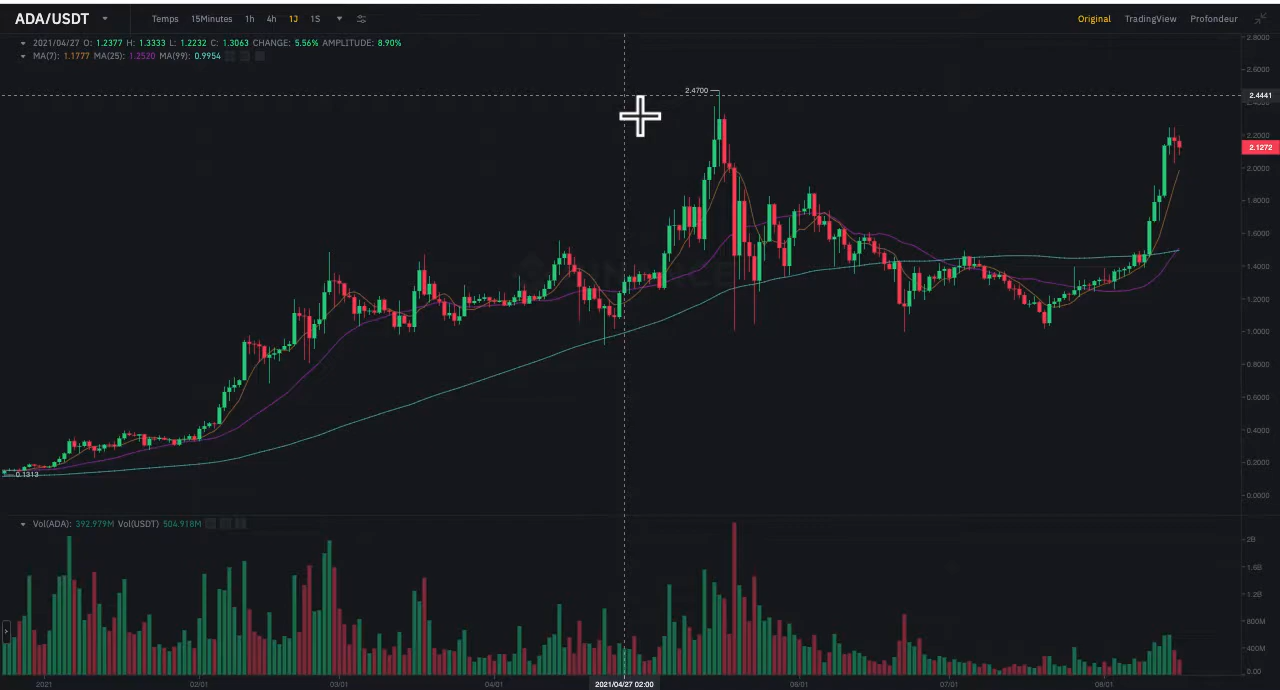 ADA/USDT Temps 15Minutes 1h 4h 1J 1S Original TradingView Profondeur
2021/04/27 O: 1.2377 H: 1.3333 L: 1.2232 C: 1.3063 CHANGE: 5.56% AMPLITUDE: 8.90%
MA(7): 1.1777 MA(25): 1.2520 MA(99): 0.9954
2.8000
2.6000
2.4700
2.4441
2.2000
2.1272
2.0000
1.8000
1.6000
1.4000
1.2000
1.0000
0.8000
0.6000
0.4000
0.2000
0.1313
0.0000
Vol(ADA): 392.979M Vol(USDT) 504.918M
2B
1.6B
1.2B
800M
400M
0.00
2021 02/01 03/01 04/01 2021/04/27 02:00 06/01 07/01